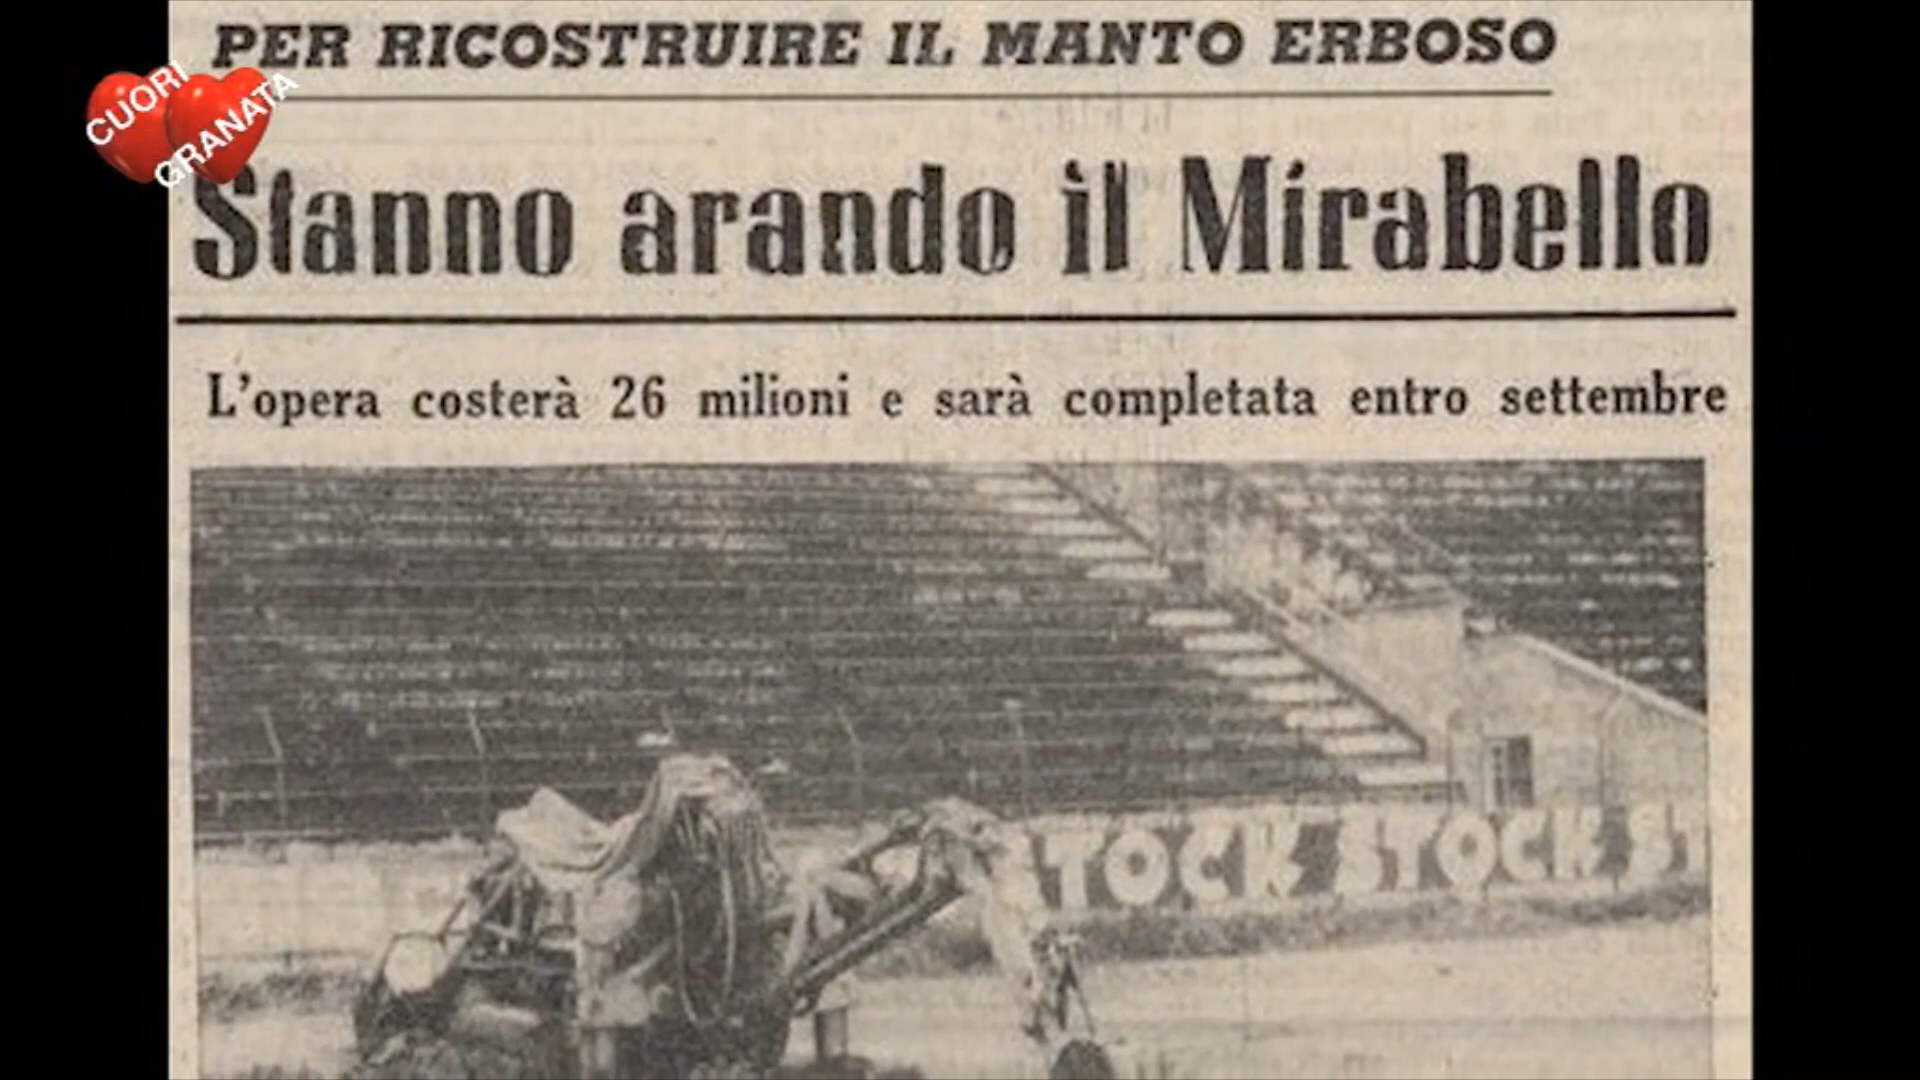 PER RICOSTRUIRE IL MANTO ERBOSO
CUORI
GRANATA
Stanno arando il Mirabello
L'opera costerà 26 milioni e sarà completata entro settembre
TOCK STOCK ST